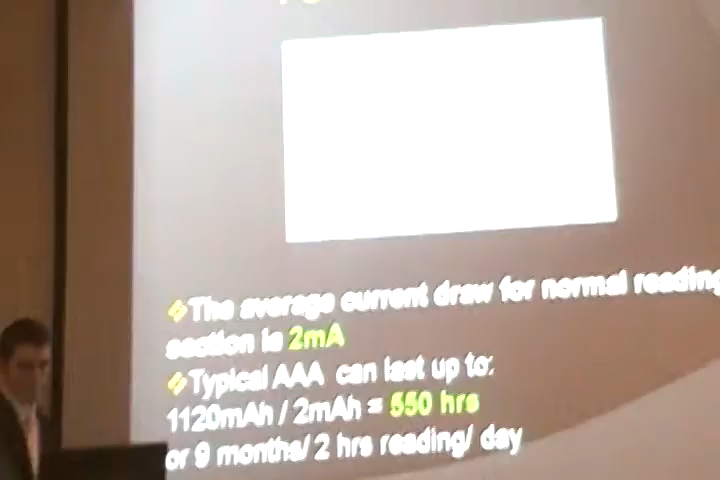 The average current draw for normal reading
section is 2mA
Typical AAA can last up to:
1120mAh / 2mAh = 550 hrs
or 9 months/ 2 hrs reading/ day